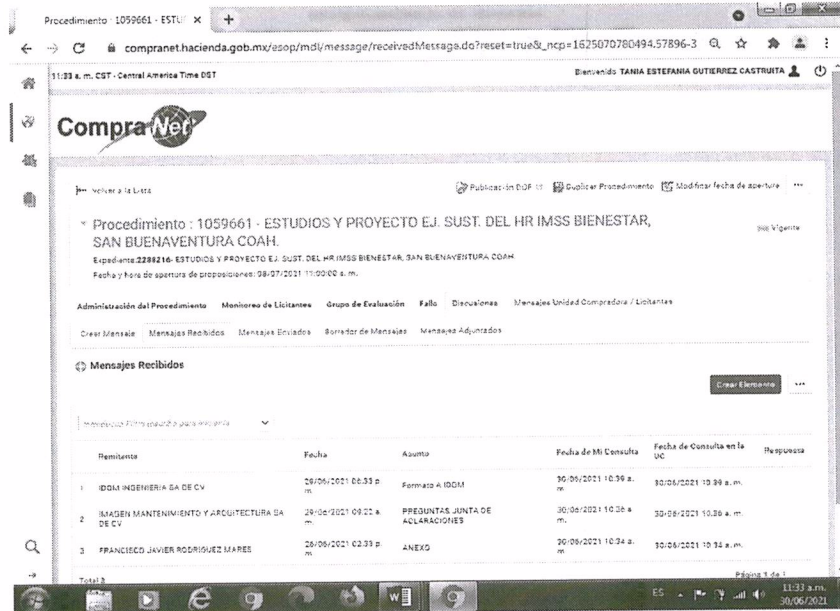 Procedimiento : 1059661 - ESTU
compranet.hacienda.gob.mx/esop/mdl/message/receivedMessage.do?reset=true&_ncp=1625070780494.57896-3
11:33 a. m. CST - Central America Time DST
Bienvenido TANIA ESTEFANIA GUTIERREZ CASTRUITA
CompraNet
Volver a la Lista
Publicación DOF
Duplicar Procedimiento
Modificar fecha de apertura
Procedimiento : 1059661 - ESTUDIOS Y PROYECTO EJ. SUST. DEL HR IMSS BIENESTAR,
SAN BUENAVENTURA COAH.
Vigente
Expediente:2288216- ESTUDIOS Y PROYECTO EJ. SUST. DEL HR IMSS BIENESTAR, SAN BUENAVENTURA COAH
Fecha y hora de apertura de proposiciones: 08/07/2021 11:00:00 a. m.
Administración del Procedimiento
Monitoreo de Licitantes
Grupo de Evaluación
Fallo
Discusiones
Mensajes Unidad Compradora / Licitantes
Crear Mensaje
Mensajes Recibidos
Mensajes Enviados
Borrador de Mensajes
Mensajes Adjuntados
Mensajes Recibidos
Crear Elemento
Remitente
Fecha
Asunto
Fecha de Mi Consulta
Fecha de Consulta en la UC
Respuesta
1 IDOM INGENIERIA SA DE CV
29/06/2021 06:33 p. m.
Formato A IDOM
30/06/2021 10:39 a. m.
30/06/2021 10:39 a. m.
2 IMAGEN MANTENIMIENTO Y ARQUITECTURA SA DE CV
29/06/2021 09:22 a. m.
PREGUNTAS JUNTA DE ACLARACIONES
30/06/2021 10:36 a. m.
30/06/2021 10:36 a. m.
3 FRANCISCO JAVIER RODRIGUEZ MARES
26/06/2021 02:33 p. m.
ANEXO
30/06/2021 10:34 a. m.
30/06/2021 10:34 a. m.
Total 3
Página 1 de 1
ES
11:33 a.m.
30/06/2021